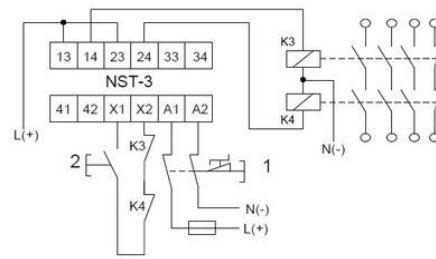 K3
13 14 23 24 33 34
NST-3
41 42 X1 X2 A1 A2
K4
L(+)
N(-)
2
K3
1
K4
N(-)
L(+)